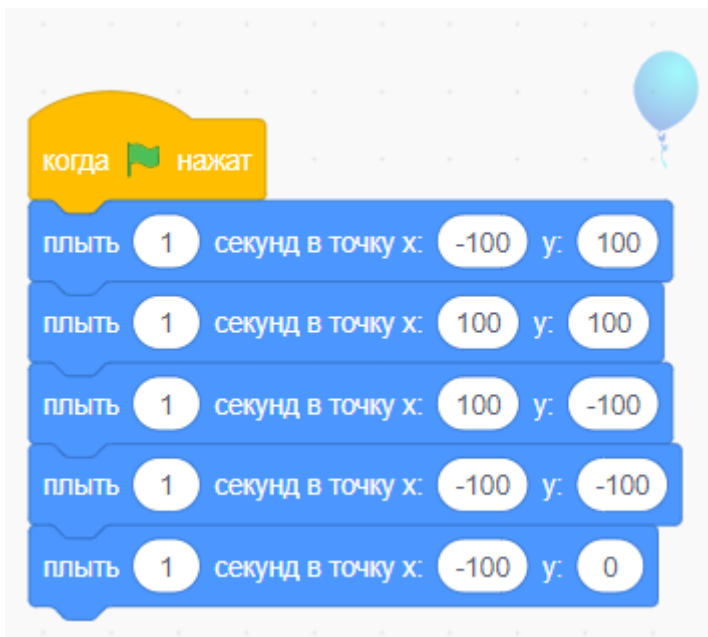 когда нажат
плыть 1 секунд в точку x: -100 y: 100
плыть 1 секунд в точку x: 100 y: 100
плыть 1 секунд в точку x: 100 y: -100
плыть 1 секунд в точку x: -100 y: -100
плыть 1 секунд в точку x: -100 y: 0